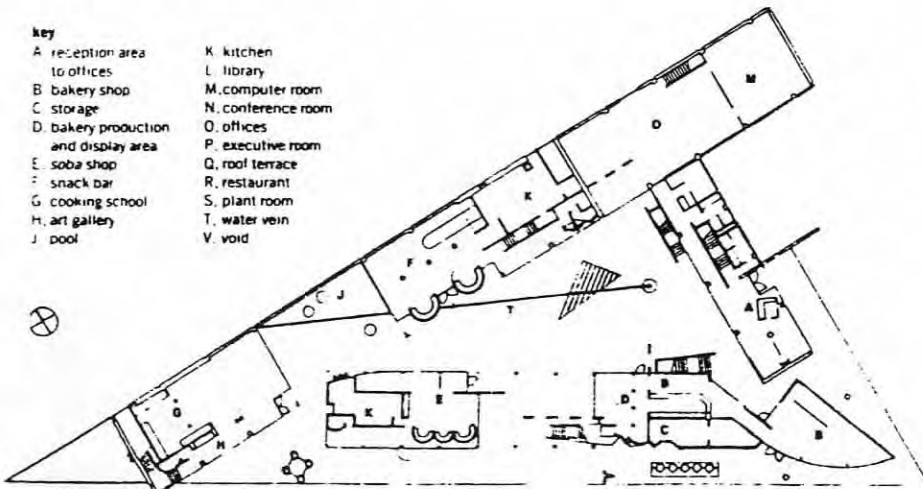 key
A reception area
to offices
B bakery shop
C storage
D. bakery production
and display area
E. soba shop
F snack bar
G cooking school
H. art gallery
J pool
K kitchen
L library
M. computer room
N. conference room
O. offices
P. executive room
Q. roof terrace
R. restaurant
S. plant room
T. water vein
V. void
M
O
K
F
J
T
A
G
H
K
E
B
D
C
B